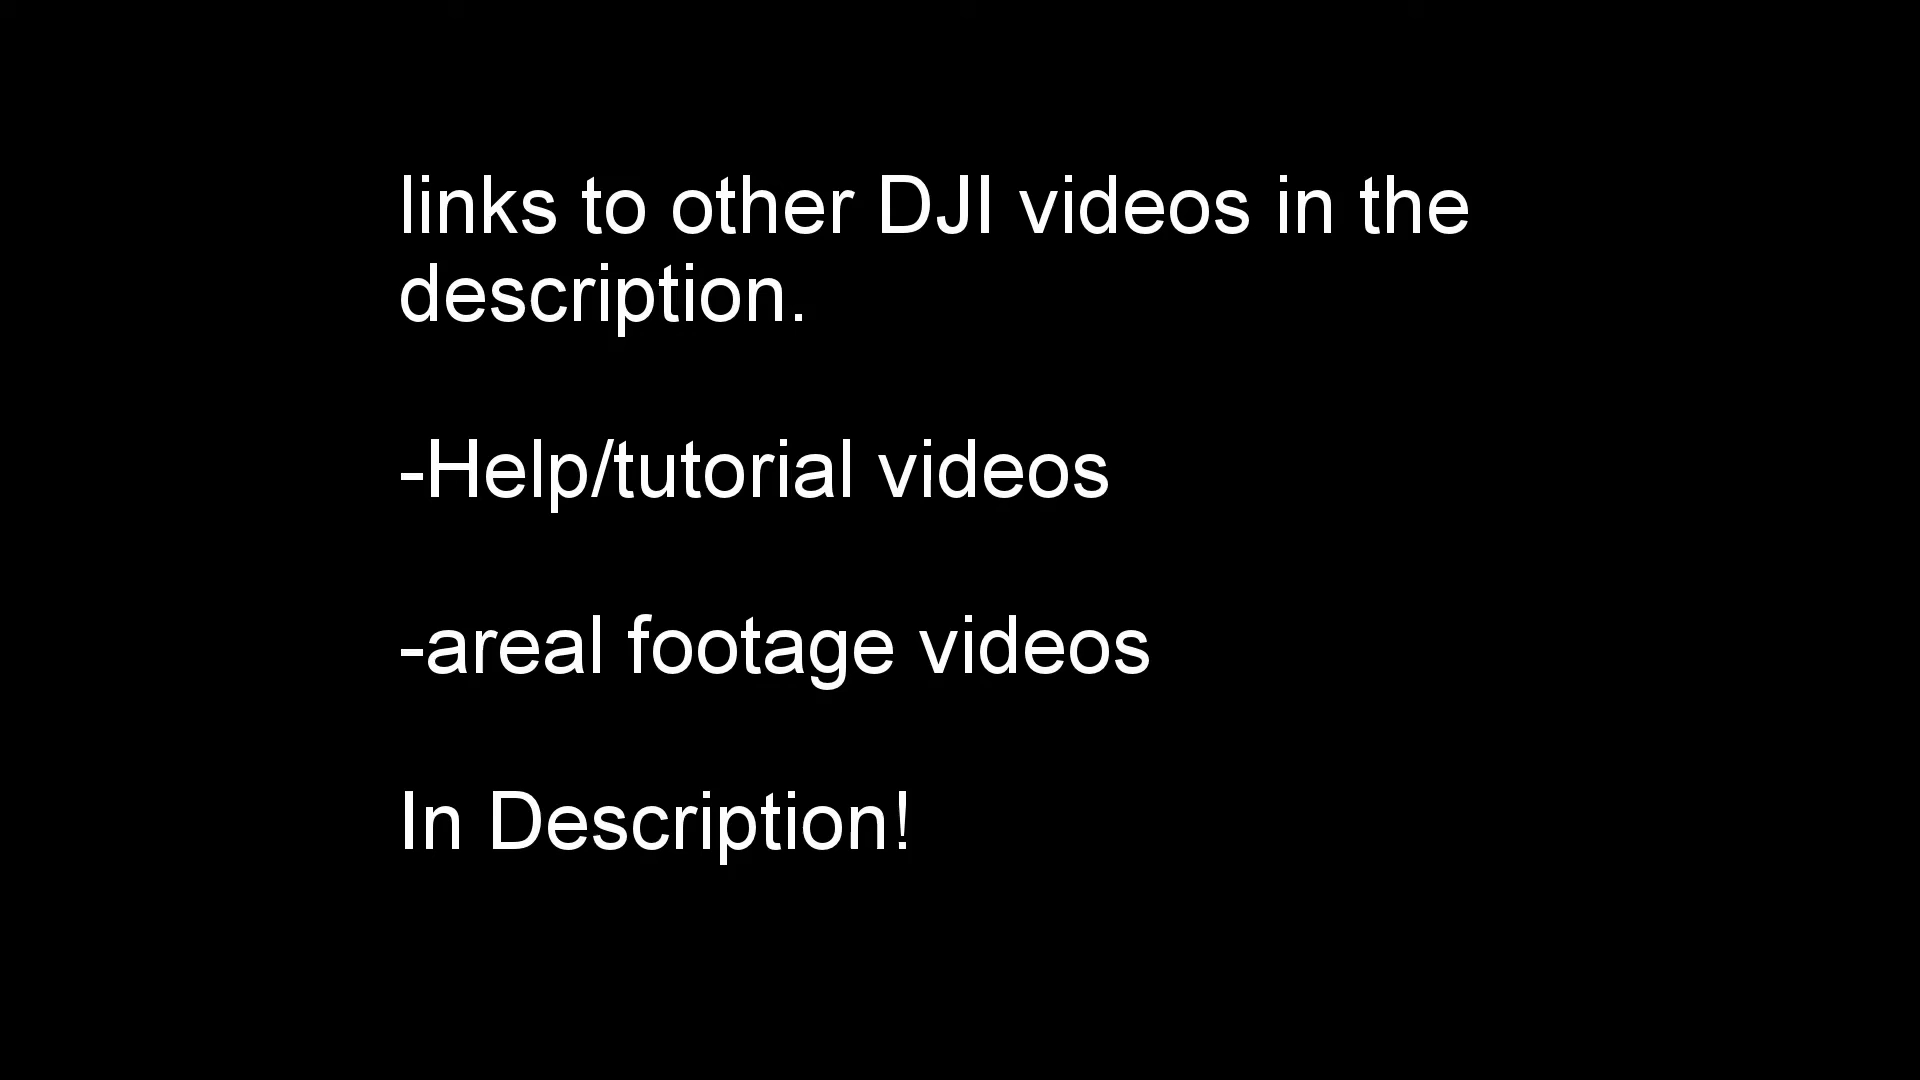 links to other DJI videos in the
description.
-Help/tutorial videos
-areal footage videos
In Description!